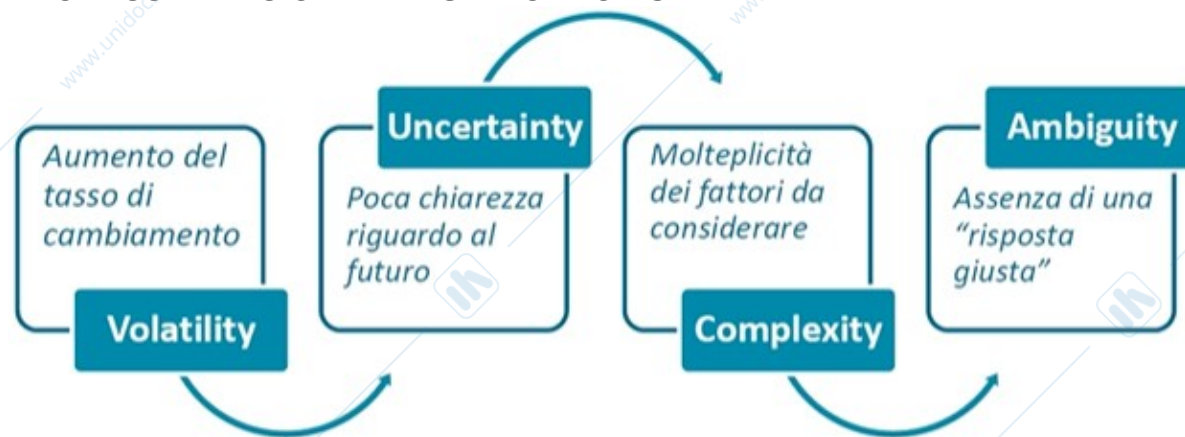 Aumento del
tasso di
cambiamento
Volatility
Uncertainty
Poca chiarezza
riguardo al
futuro
Molteplicità
dei fattori da
considerare
Complexity
Ambiguity
Assenza di una
“risposta
giusta”